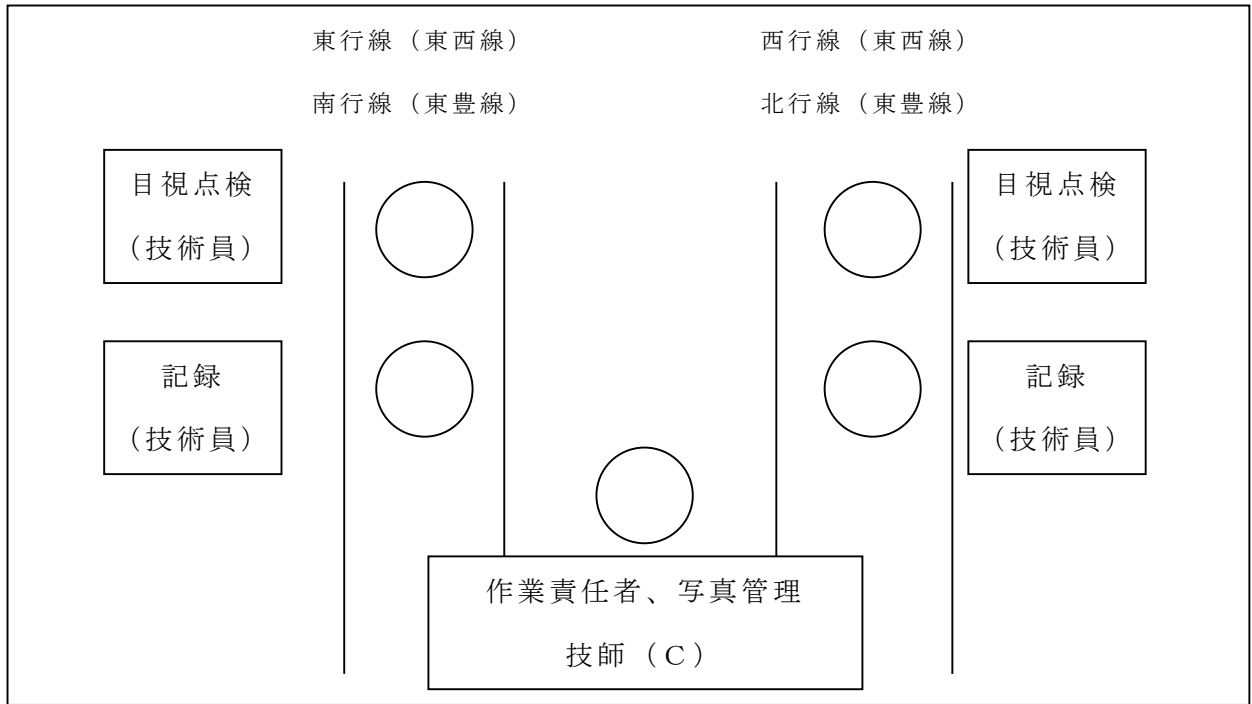 東行線（東西線）
西行線（東西線）
南行線（東豊線）
北行線（東豊線）
目視点検
（技術員）
目視点検
（技術員）
記録
（技術員）
記録
（技術員）
作業責任者、写真管理
技師（C）